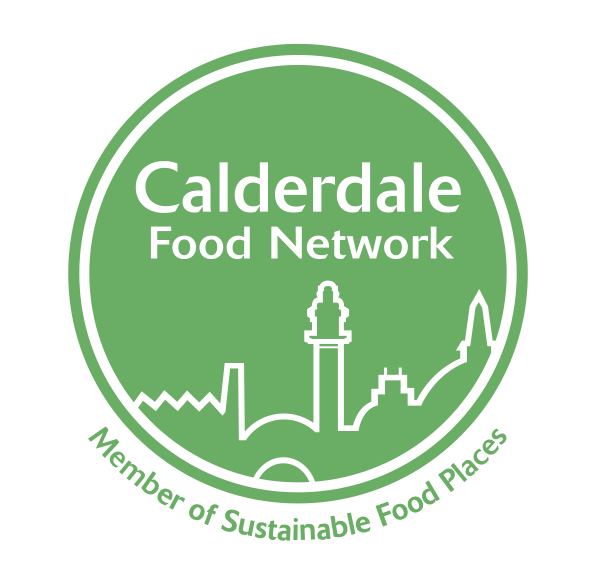 Calderdale
Food Network
Member of Sustainable Food Places